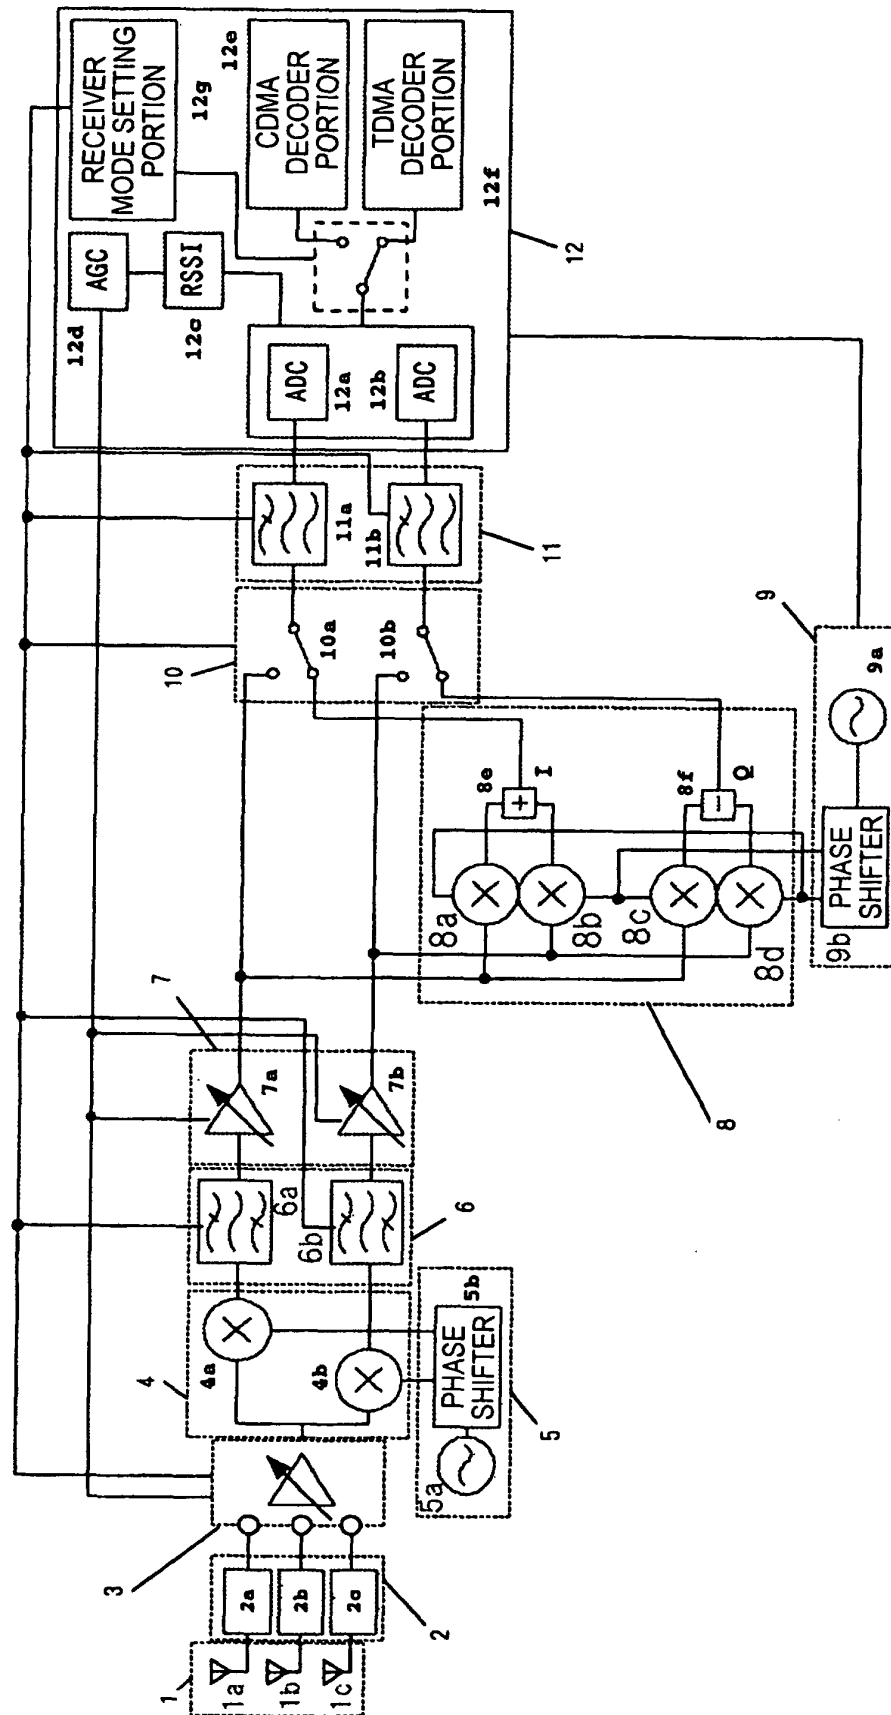 1
1a
1b
1c
2
2a
2b
2c
3
4
4a
4b
5
5a
5b
PHASE
SHIFTER
6
6a
6b
7
7a
7b
8
8a
8b
8c
8d
8e
+
I
8f
−
Q
9
9a
9b
PHASE
SHIFTER
10
10a
10b
11
11a
11b
12
12a
ADC
12b
ADC
12c
RSSI
12d
AGC
12e
CDMA
DECODER
PORTION
12f
TDMA
DECODER
PORTION
12g
RECEIVER
MODE SETTING
PORTION